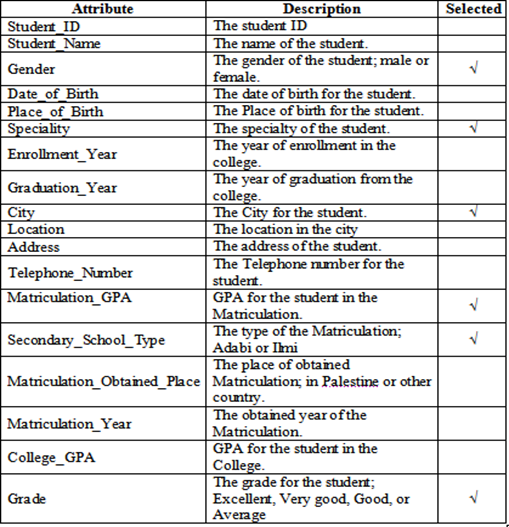 Attribute Description Selected
Student_ID The student ID
Student_Name The name of the student.
Gender The gender of the student; male or
female. √
Date_of_Birth The date of birth for the student.
Place_of_Birth The Place of birth for the student.
Speciality The specialty of the student. √
Enrollment_Year The year of enrollment in the
college.
Graduation_Year The year of graduation from the
college.
City The City for the student. √
Location The location in the city
Address The address of the student.
Telephone_Number The Telephone number for the
student.
Matriculation_GPA GPA for the student in the
Matriculation. √
Secondary_School_Type The type of the Matriculation;
Adabi or Ilmi √
Matriculation_Obtained_Place The place of obtained
Matriculation; in Palestine or other
country.
Matriculation_Year The obtained year of the
Matriculation.
College_GPA GPA for the student in the
College.
Grade The grade for the student;
Excellent, Very good, Good, or
Average √